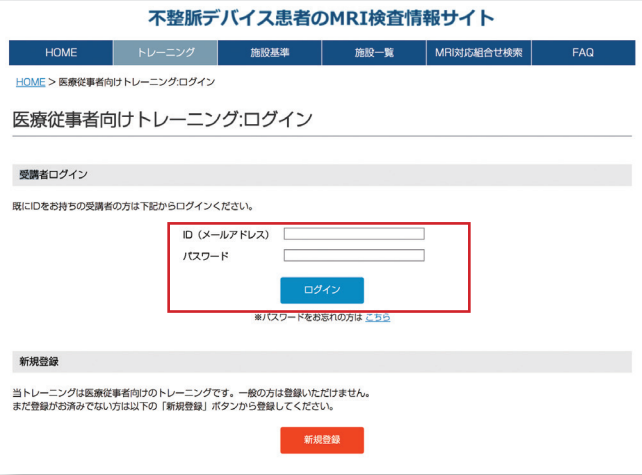 不整脈デバイス患者のMRI検査情報サイト
HOME トレーニング 施設基準 施設一覧 MRI対応組合せ検索 FAQ
HOME > 医療従事者向けトレーニング:ログイン
医療従事者向けトレーニング:ログイン
受講者ログイン
既にIDをお持ちの受講者の方は下記からログインください。
ID（メールアドレス）
パスワード
ログイン
※パスワードをお忘れの方は こちら
新規登録
当トレーニングは医療従事者向けのトレーニングです。一般の方は登録いただけません。
まだ登録がお済みでない方は以下の「新規登録」ボタンから登録してください。
新規登録